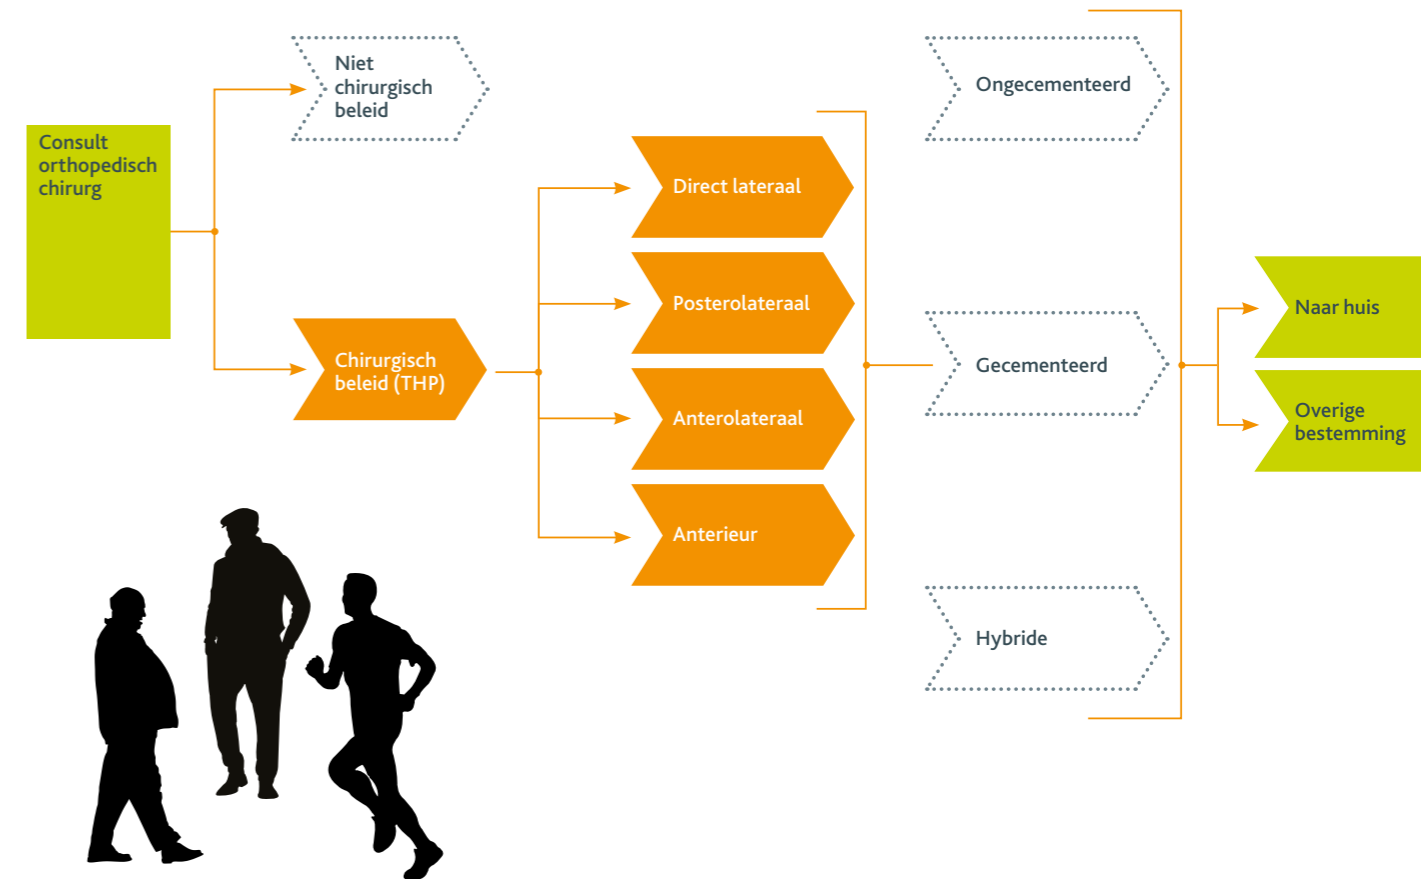 Consult
orthopedisch
chirurg
Niet
chirurgisch
beleid
Chirurgisch
beleid (THP)
Direct lateraal
Posterolateraal
Anterolateraal
Anterieur
Ongecementeerd
Gecementeerd
Hybride
Naar huis
Overige
bestemming